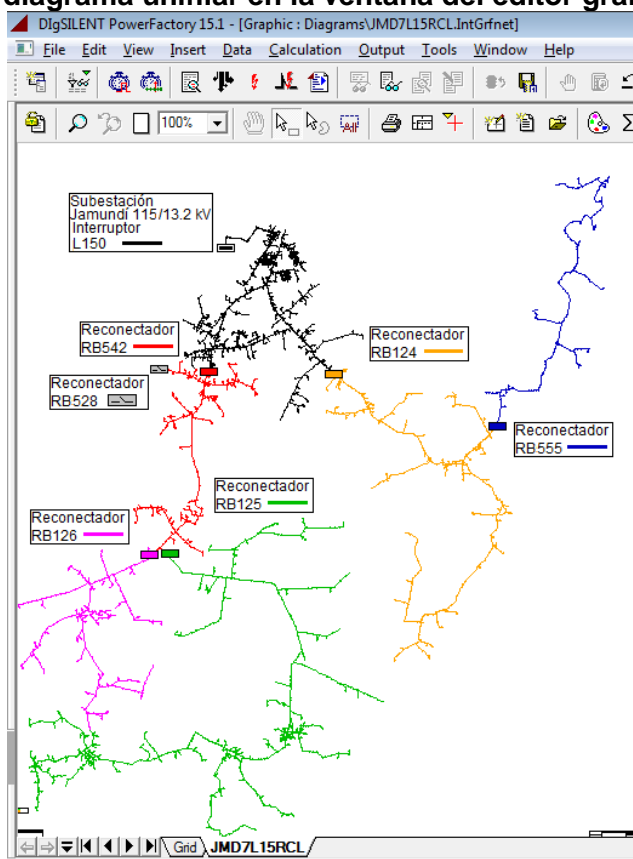 diagrama unifilar en la ventana del editor
DIgSILENT PowerFactory 15.1 - [Graphic : Diagrams\JMD7L15RCL.IntGrfnet]
File Edit View Insert Data Calculation Output Tools Window Help
100%
Subestación
Jamundí 115/13.2 kV
Interruptor
L150
Reconectador
RB542
Reconectador
RB124
Reconectador
RB528
Reconectador
RB555
Reconectador
RB125
Reconectador
RB126
Grid JMD7L15RCL